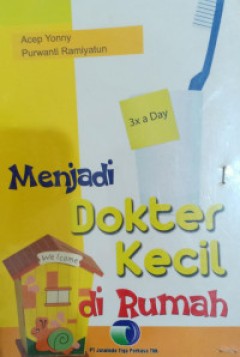 Acep Yonny
Purwanti Ramiyatun
3x a Day
Menjadi
Dokter
Kecil
di Rumah
Welcome